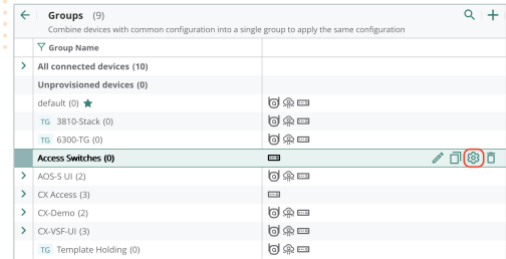 Groups (9)
Combine devices with common configuration into a single group to apply the same configuration
Group Name
All connected devices (10)
Unprovisioned devices (0)
default (0)
TG 3810-Stack (0)
TG 6300-TG (0)
Access Switches (0)
AOS-S UI (2)
CX Access (3)
CX-Demo (2)
CX-VSF-UI (3)
TG Template Holding (0)